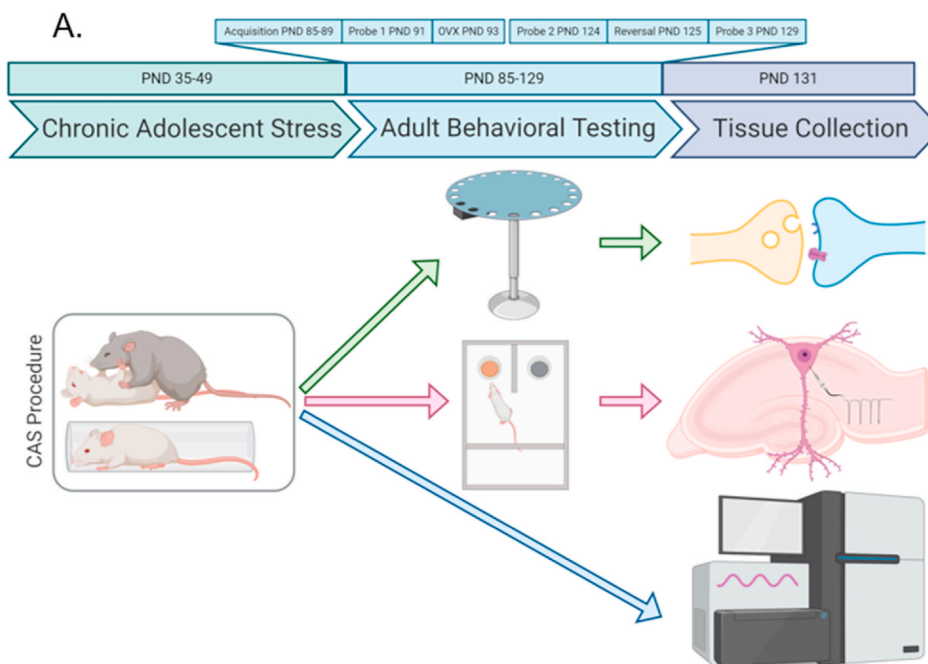 A.
Acquisition PND 85-89
Probe 1 PND 91
OVX PND 93
Probe 2 PND 124
Reversal PND 125
Probe 3 PND 129
PND 35-49
PND 85-129
PND 131
Chronic Adolescent Stress
Adult Behavioral Testing
Tissue Collection
CAS Procedure